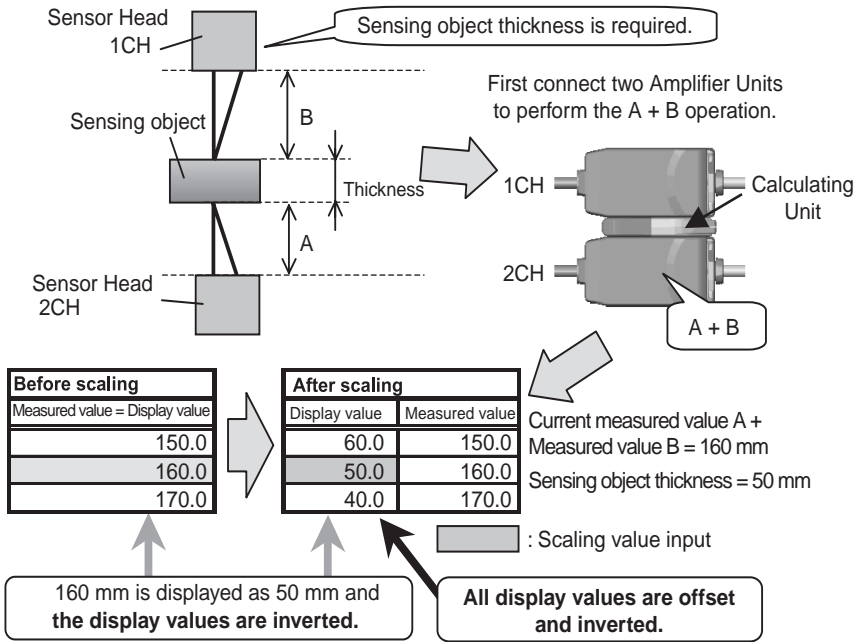 Sensor Head
1CH
Sensing object thickness is required.
B
Sensing object
Thickness
A
Sensor Head
2CH
First connect two Amplifier Units
to perform the A + B operation.
1CH
Calculating
Unit
2CH
A + B
Before scaling
Measured value = Display value
150.0
160.0
170.0
After scaling
Display value Measured value
60.0 150.0
50.0 160.0
40.0 170.0
Current measured value A +
Measured value B = 160 mm
Sensing object thickness = 50 mm
: Scaling value input
160 mm is displayed as 50 mm and
the display values are inverted.
All display values are offset
and inverted.